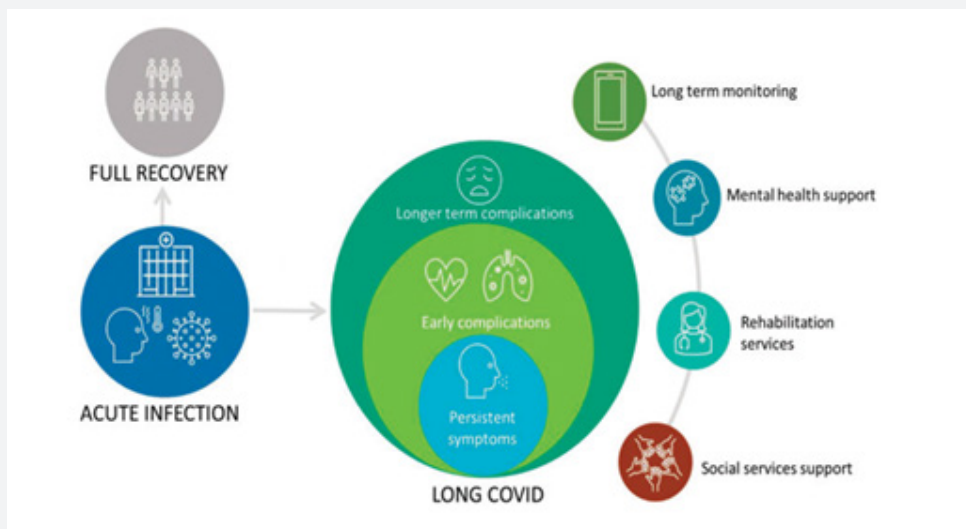 FULL RECOVERY
ACUTE INFECTION
Longer term complications
Early complications
Persistent
symptoms
LONG COVID
Long term monitoring
Mental health support
Rehabilitation
services
Social services support